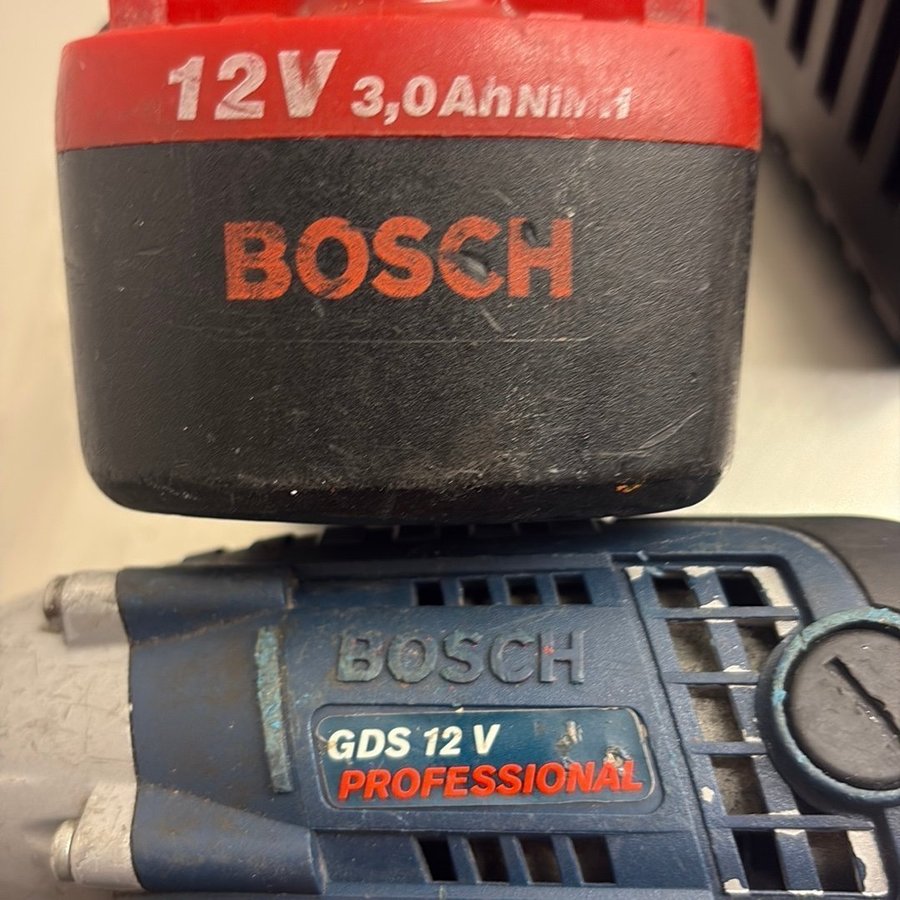 12V 3,0AhNiMH
BOSCH
BOSCH
GDS 12 V
PROFESSIONAL